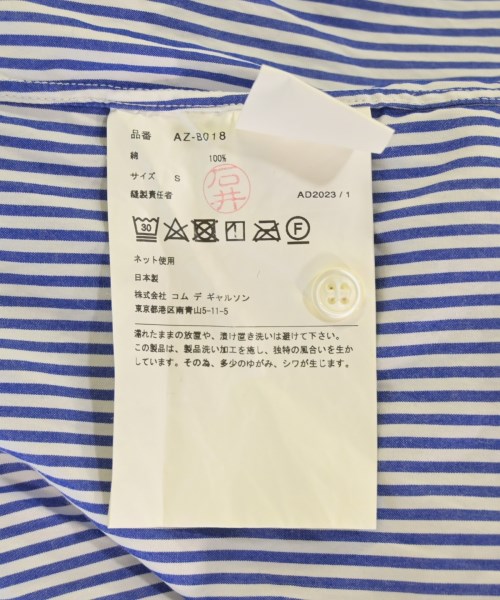 品番 AZ-B018
綿 100%
サイズ S
石井
縫製責任者 AD2023 / 1
30 1 F
ネット使用
日本製
株式会社 コム デ ギャルソン
東京都港区南青山5-11-5
濡れたままの放置や、漬け置き洗いは避けて下さい。
この製品は、製品洗い加工を施し、独特の風合いを生か
しています。その為、多少のゆがみ、シワが生じます。